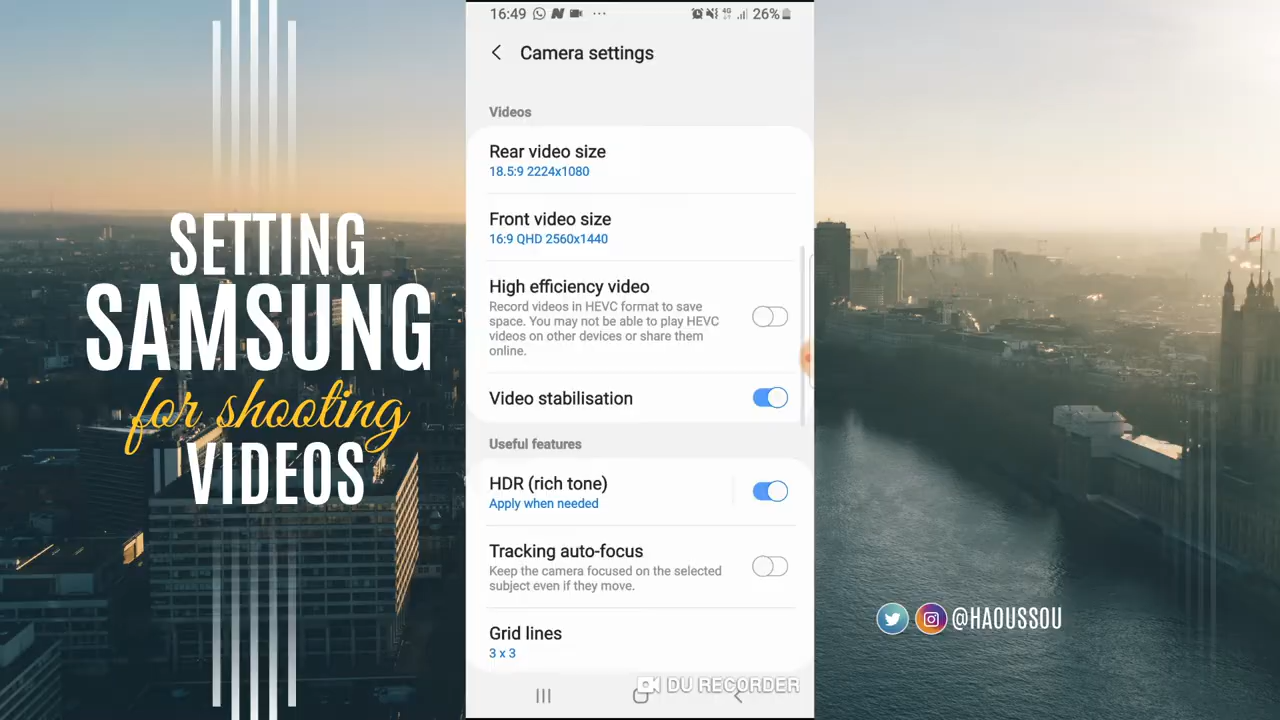 SETTING
SAMSUNG
for shooting
VIDEOS
16:49
4G
26%
Camera settings
Videos
Rear video size
18.5:9 2224x1080
Front video size
16:9 QHD 2560x1440
High efficiency video
Record videos in HEVC format to save
space. You may not be able to play HEVC
videos on other devices or share them
online.
Video stabilisation
Useful features
HDR (rich tone)
Apply when needed
Tracking auto-focus
Keep the camera focused on the selected
subject even if they move.
Grid lines
3 x 3
DU RECORDER
@HAOUSSOU